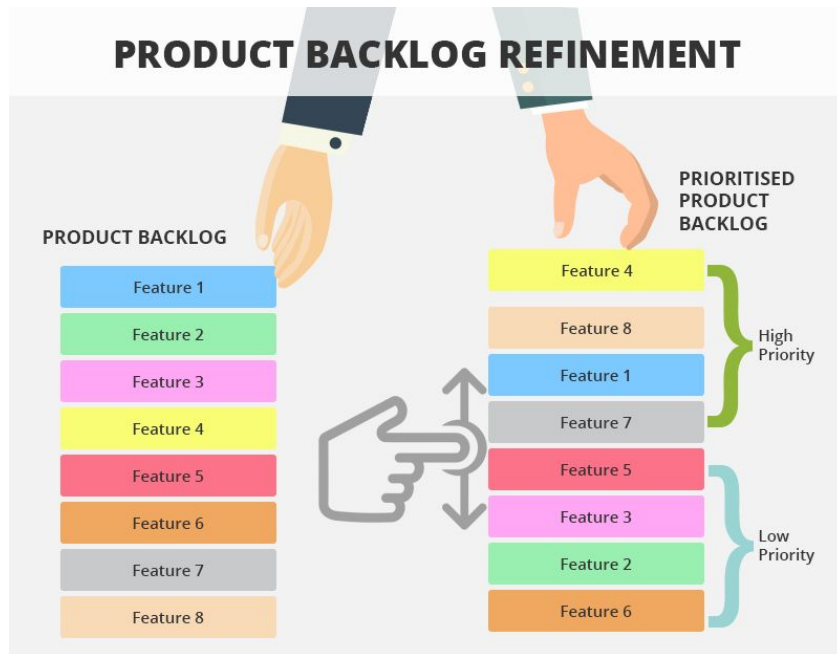 PRODUCT BACKLOG REFINEMENT
PRODUCT BACKLOG
Feature 1
Feature 2
Feature 3
Feature 4
Feature 5
Feature 6
Feature 7
Feature 8
PRIORITISED
PRODUCT
BACKLOG
Feature 4
Feature 8
Feature 1
Feature 7
Feature 5
Feature 3
Feature 2
Feature 6
High
Priority
Low
Priority